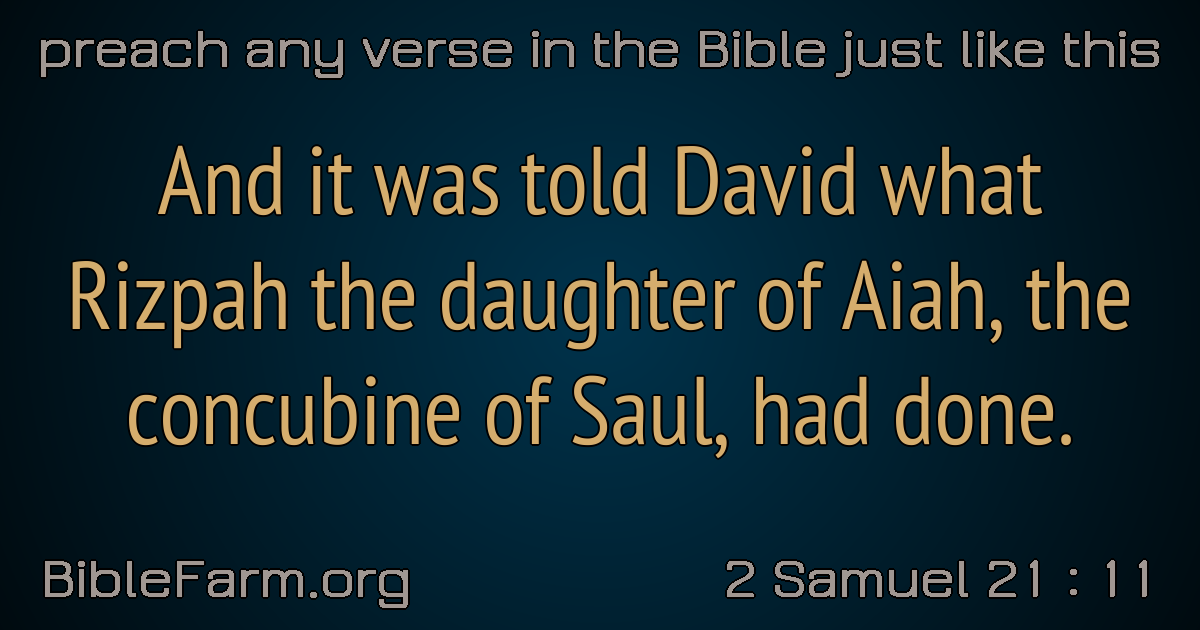 preach any verse in the Bible just like this
And it was told David what
Rizpah the daughter of Aiah, the
concubine of Saul, had done.
BibleFarm.org
2 Samuel 21 : 11